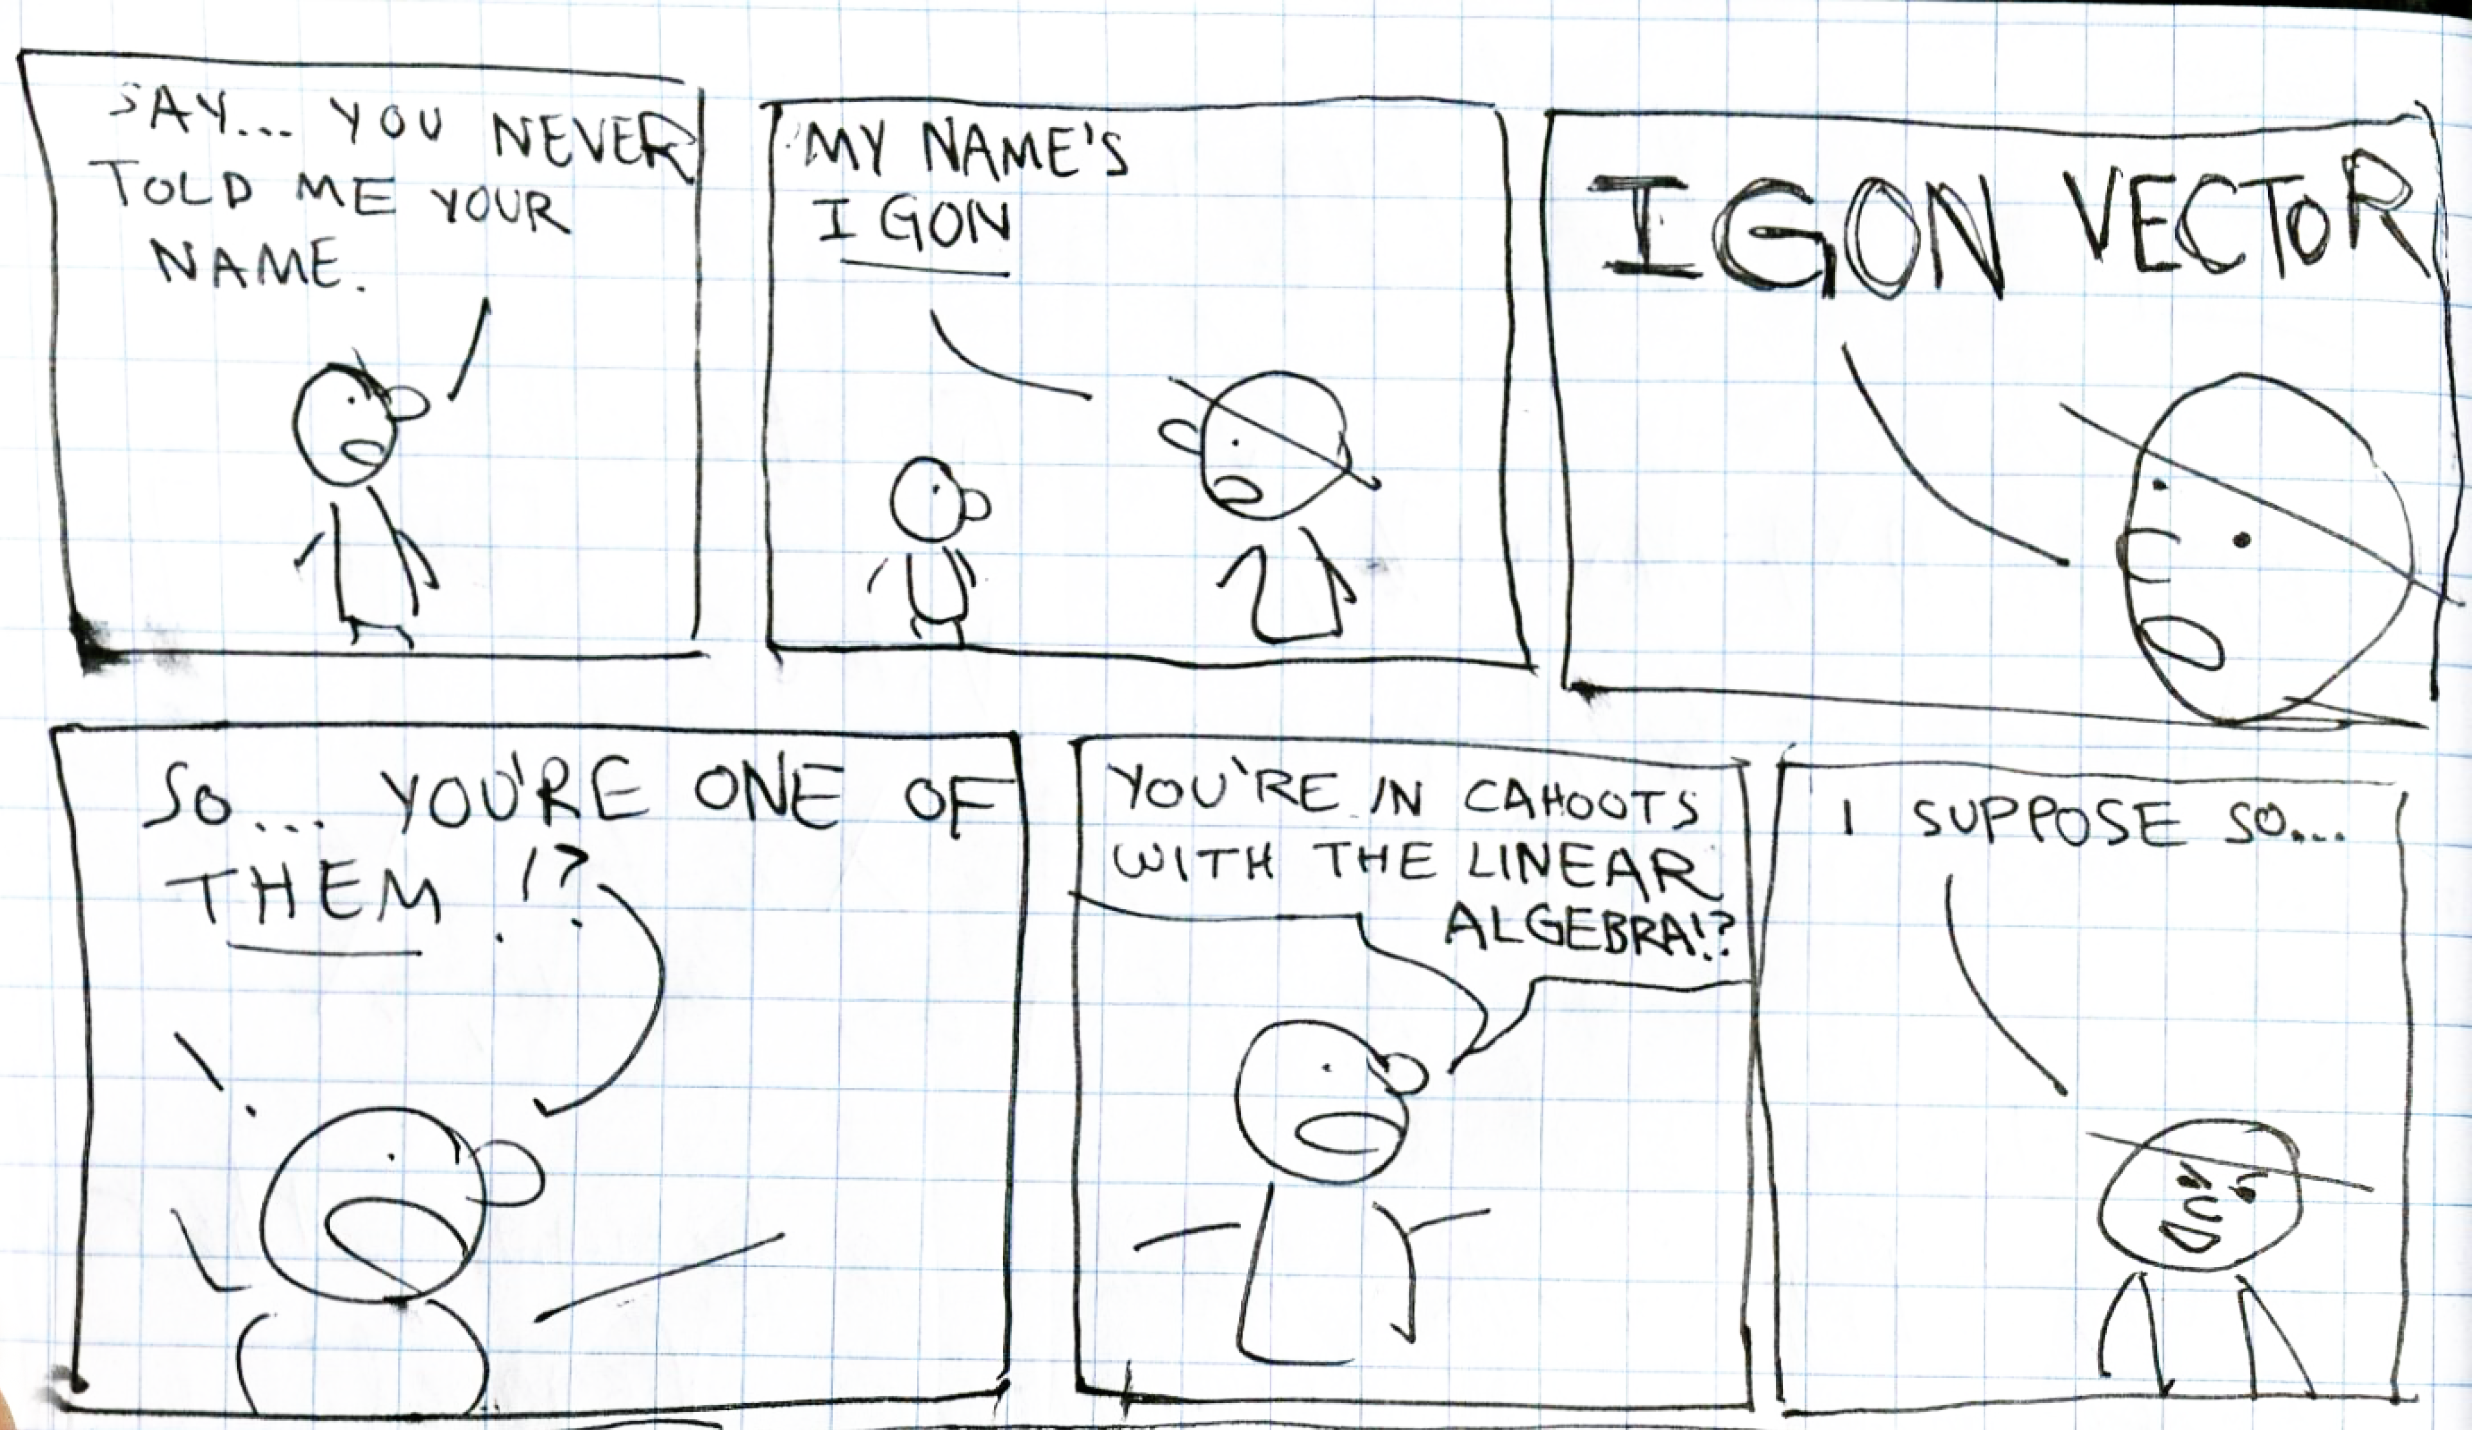 SAY... YOU NEVER
TOLD ME YOUR
NAME.
MY NAME'S
I GON
I GON VECTOR
SO... YOU'RE ONE OF
THEM!?
YOU'RE IN CAHOOTS
WITH THE LINEAR
ALGEBRA!?
I SUPPOSE SO...